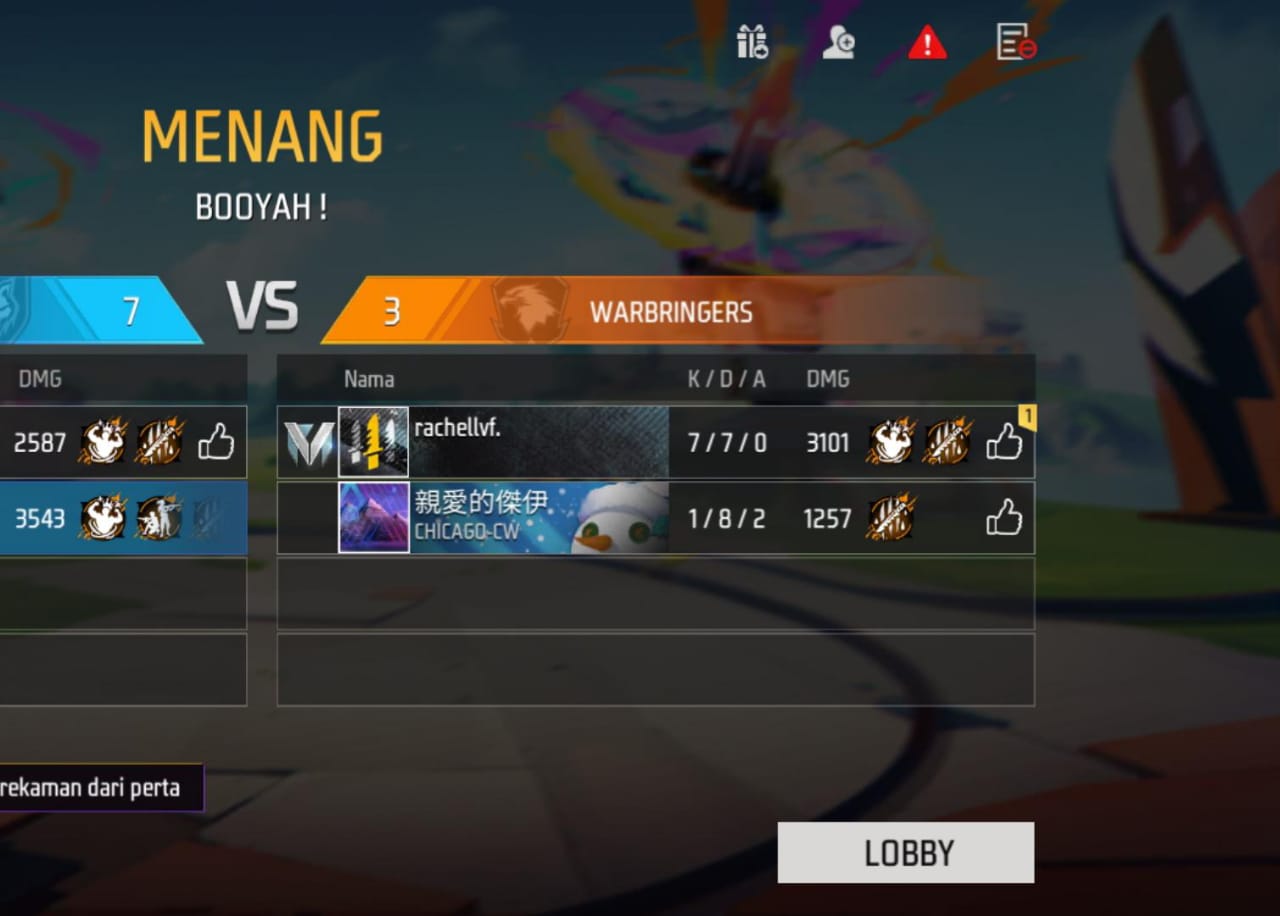 MENANG
BOOYAH !
7 VS 3 WARBRINGERS
DMG
Nama K / D / A DMG
2587
1
rachellvf. 7 / 7 / 0 3101
3543
親愛的傑伊. 1 / 8 / 2 1257
CHICAGO-CW
rekaman dari perta
LOBBY